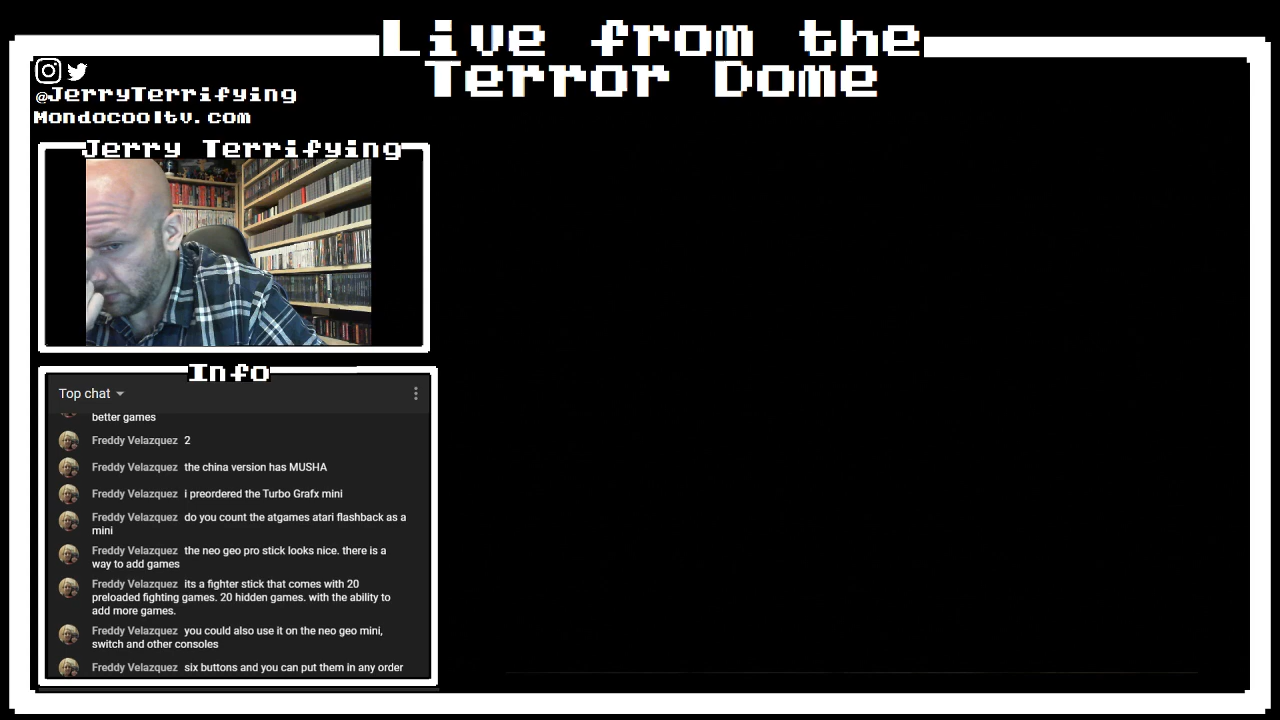 Live from the
Terror Dome
@JerryTerrifying
Mondocooltv.com
Jerry Terrifying
Info
Top chat
better games
Freddy Velazquez 2
Freddy Velazquez the china version has MUSHA
Freddy Velazquez i preordered the Turbo Grafx mini
Freddy Velazquez do you count the atgames atari flashback as a
mini
Freddy Velazquez the neo geo pro stick looks nice. there is a
way to add games
Freddy Velazquez its a fighter stick that comes with 20
preloaded fighting games. 20 hidden games. with the ability to
add more games.
Freddy Velazquez you could also use it on the neo geo mini,
switch and other consoles
Freddy Velazquez six buttons and you can put them in any order